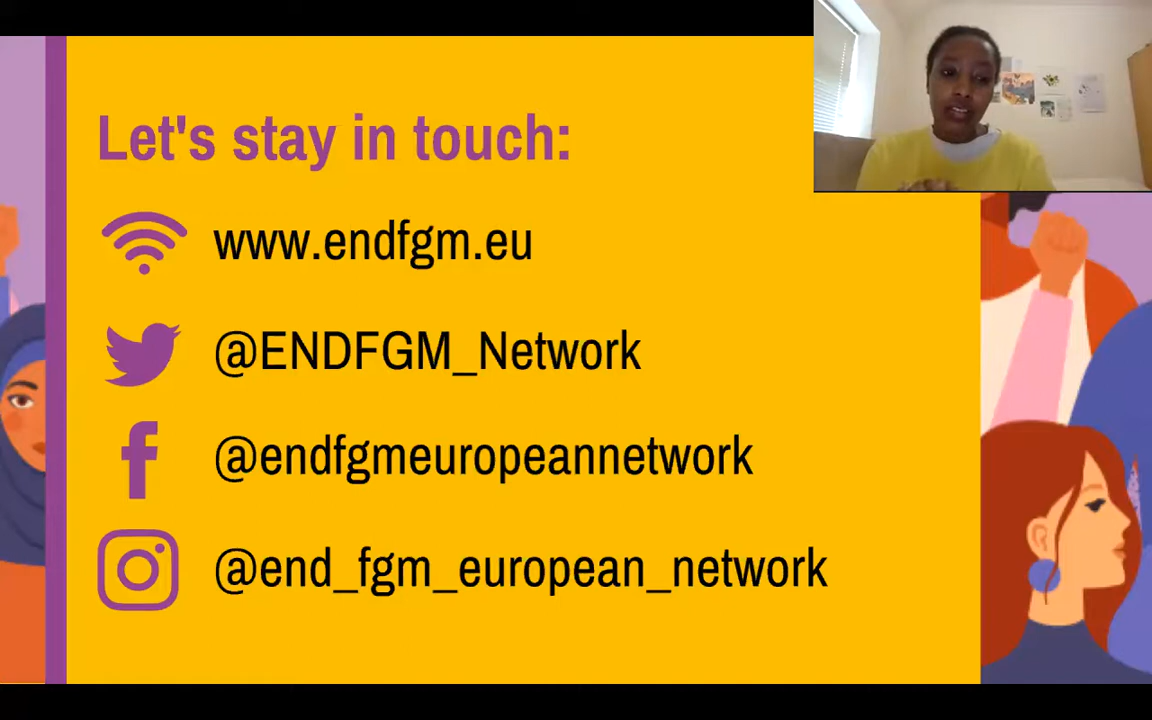 Let's stay in touch:
www.endfgm.eu
@ENDFGM_Network
@endfgmeuropeannetwork
@end_fgm_european_network